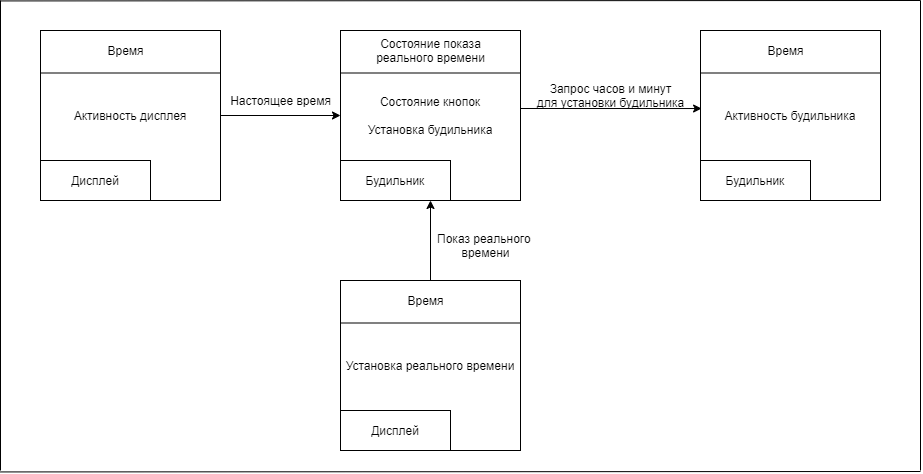 Время
Активность дисплея
Дисплей
Настоящее время
Состояние показа
реального времени
Состояние кнопок
Установка будильника
Будильник
Запрос часов и минут
для установки будильника
Время
Активность будильника
Будильник
Показ реального
времени
Время
Установка реального времени
Дисплей